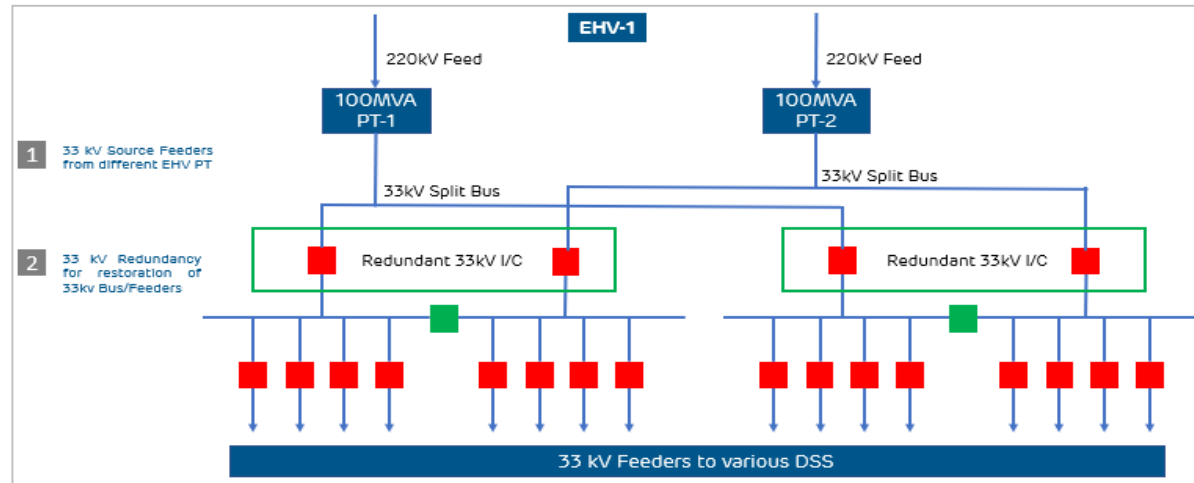 EHV-1
220kV Feed
220kV Feed
100MVA
PT-1
100MVA
PT-2
1
33 kV Source Feeders
from different EHV PT
33kV Split Bus
33kV Split Bus
2
33 kV Redundancy
for restoration of
33kv Bus/Feeders
Redundant 33kV I/C
Redundant 33kV I/C
33 kV Feeders to various DSS